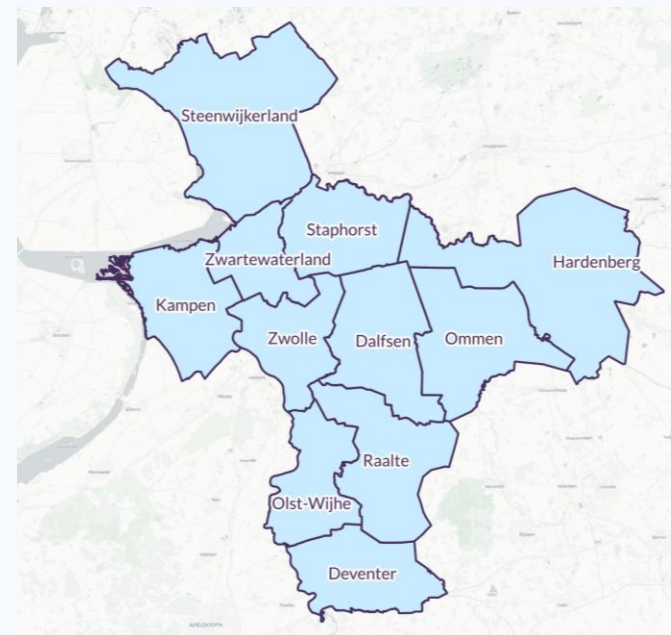 Steenwijkerland
Staphorst
Zwartewaterland
Hardenberg
Kampen
Zwolle
Dalfsen
Ommen
Raalte
Olst-Wijhe
Deventer